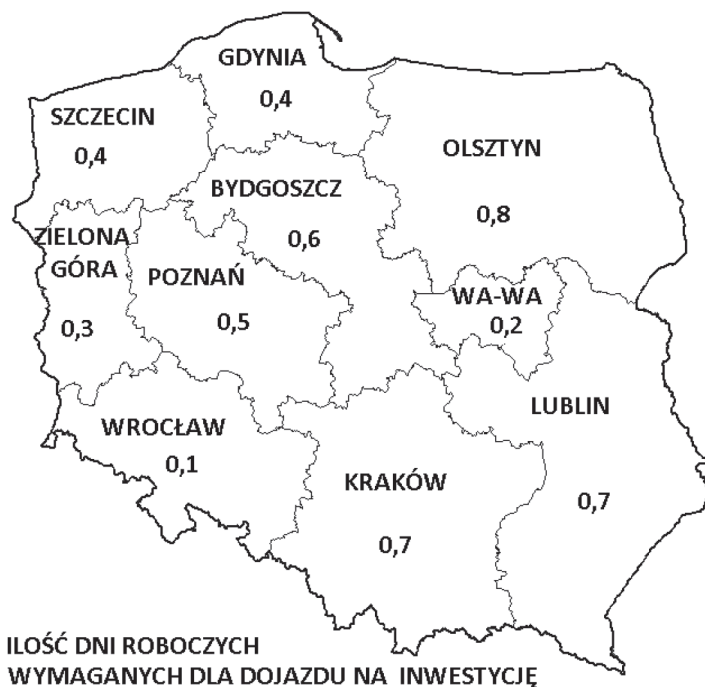 GDYNIA
0,4
SZCZECIN
0,4
OLSZTYN
0,8
BYDGOSZCZ
0,6
ZIELONA
GÓRA
0,3
POZNAŃ
0,5
WA-WA
0,2
LUBLIN
0,7
WROCŁAW
0,1
KRAKÓW
0,7
ILOŚĆ DNI ROBOCZYCH
WYMAGANYCH DLA DOJAZDU NA INWESTYCJĘ